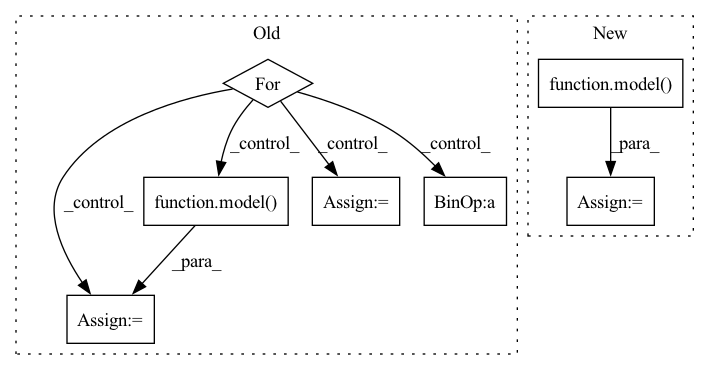 Old
New
For
function.model()
_control_
_control_
_control_
_control_
_para_
function.model()
Assign:=
BinOp:a
Assign:=
_para_
Assign:=